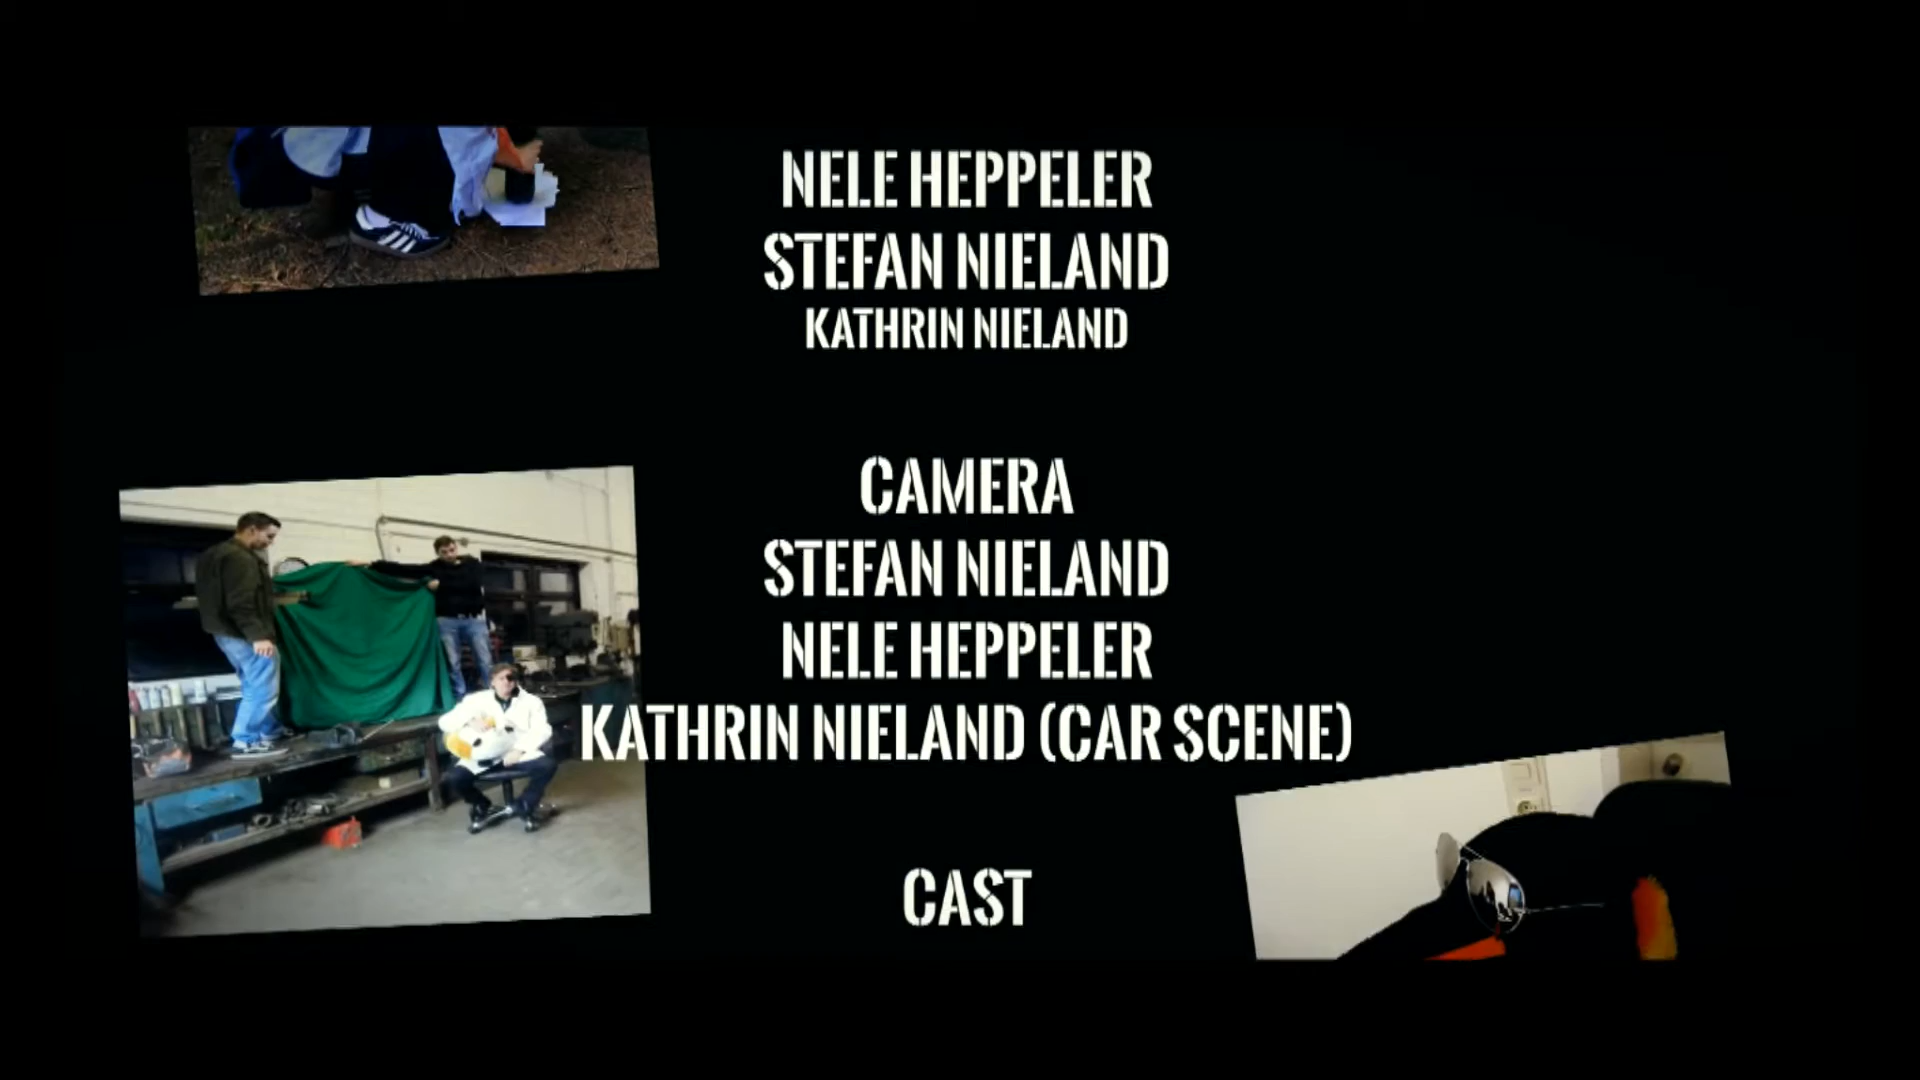 NELE HEPPELER
STEFAN NIELAND
KATHRIN NIELAND
CAMERA
STEFAN NIELAND
NELE HEPPELER
KATHRIN NIELAND (CAR SCENE)
CAST